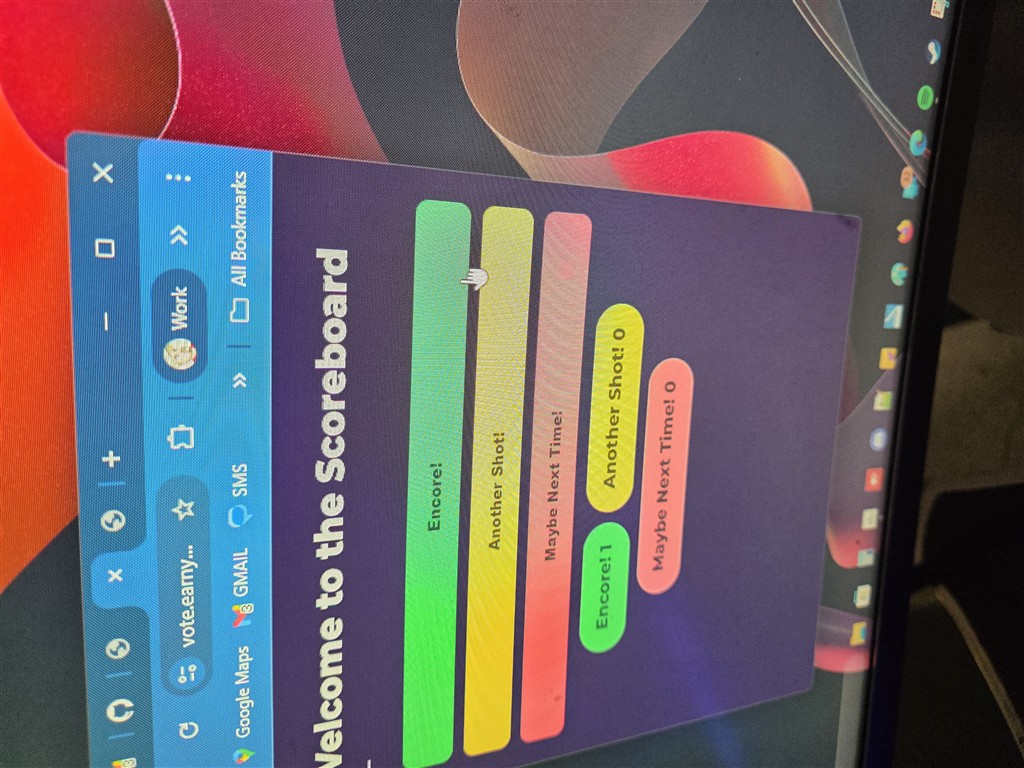 vote.earny...
Work
Google Maps
GMAIL
SMS
All Bookmarks
Welcome to the Scoreboard
Encore!
Another Shot!
Maybe Next Time!
Encore! 1
Another Shot! 0
Maybe Next Time! 0